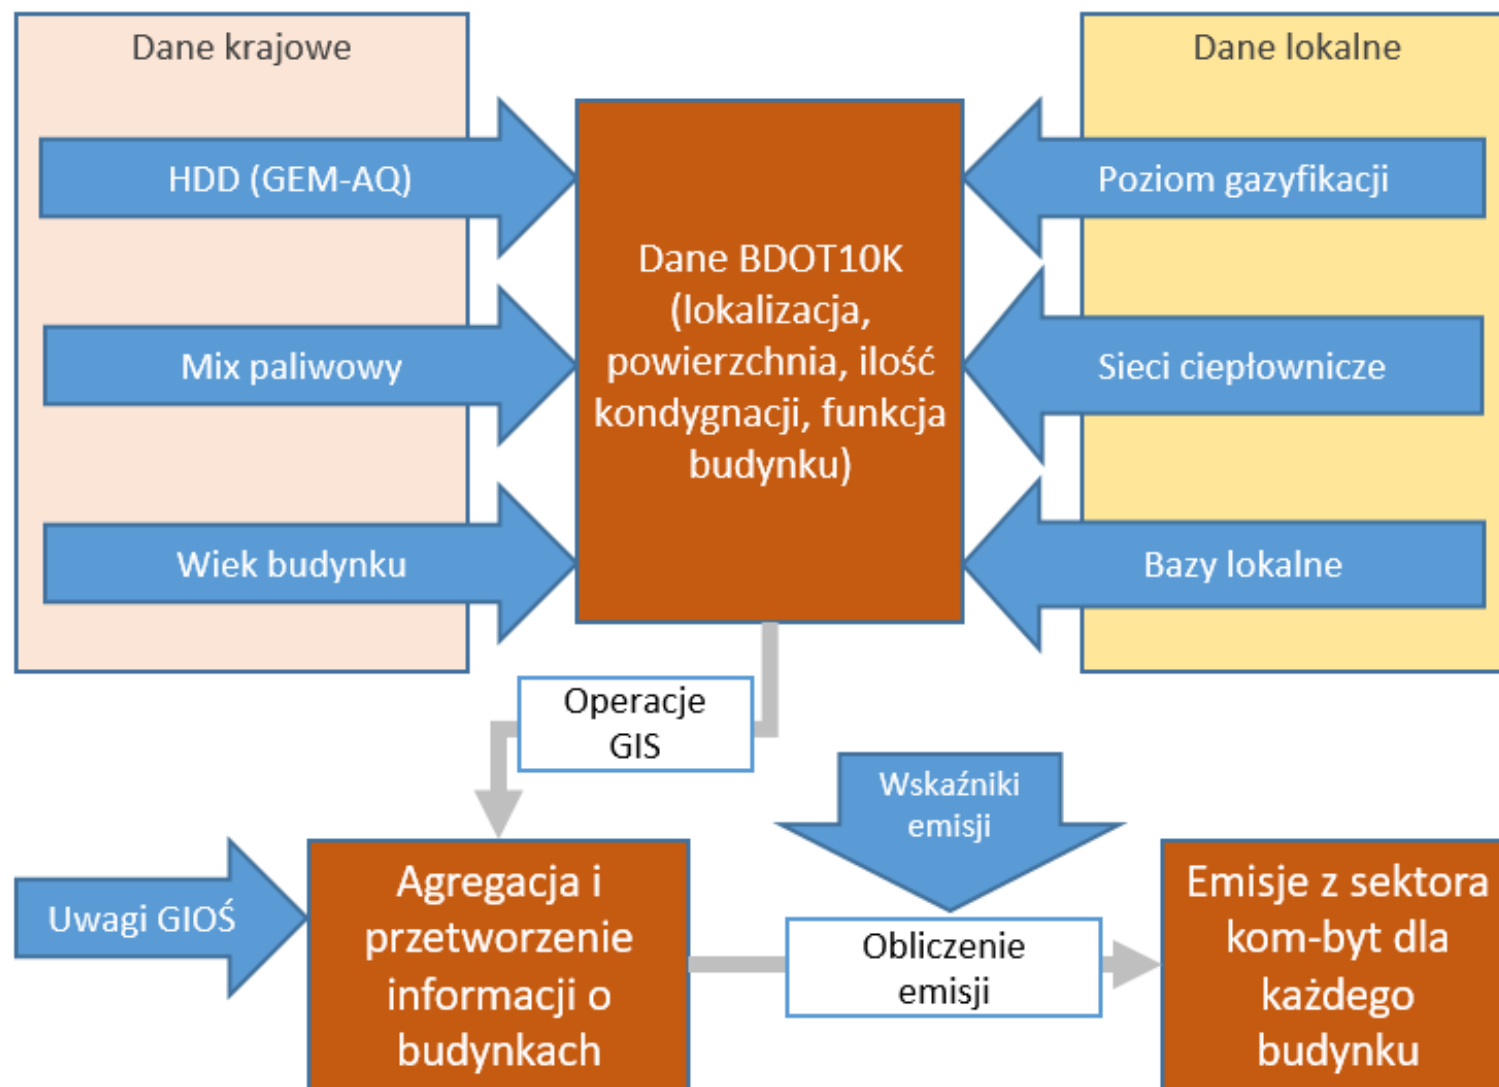 Dane krajowe
Dane lokalne
HDD (GEM-AQ)
Mix paliwowy
Wiek budynku
Dane BDOT10K
(lokalizacja,
powierzchnia, ilość
kondygnacji, funkcja
budynku)
Poziom gazyfikacji
Sieci ciepłownicze
Bazy lokalne
Operacje
GIS
Wskaźniki
emisji
Uwagi GIOŚ
Agregacja i
przetworzenie
informacji o
budynkach
Obliczenie
emisji
Emisje z sektora
kom-byt dla
każdego
budynku